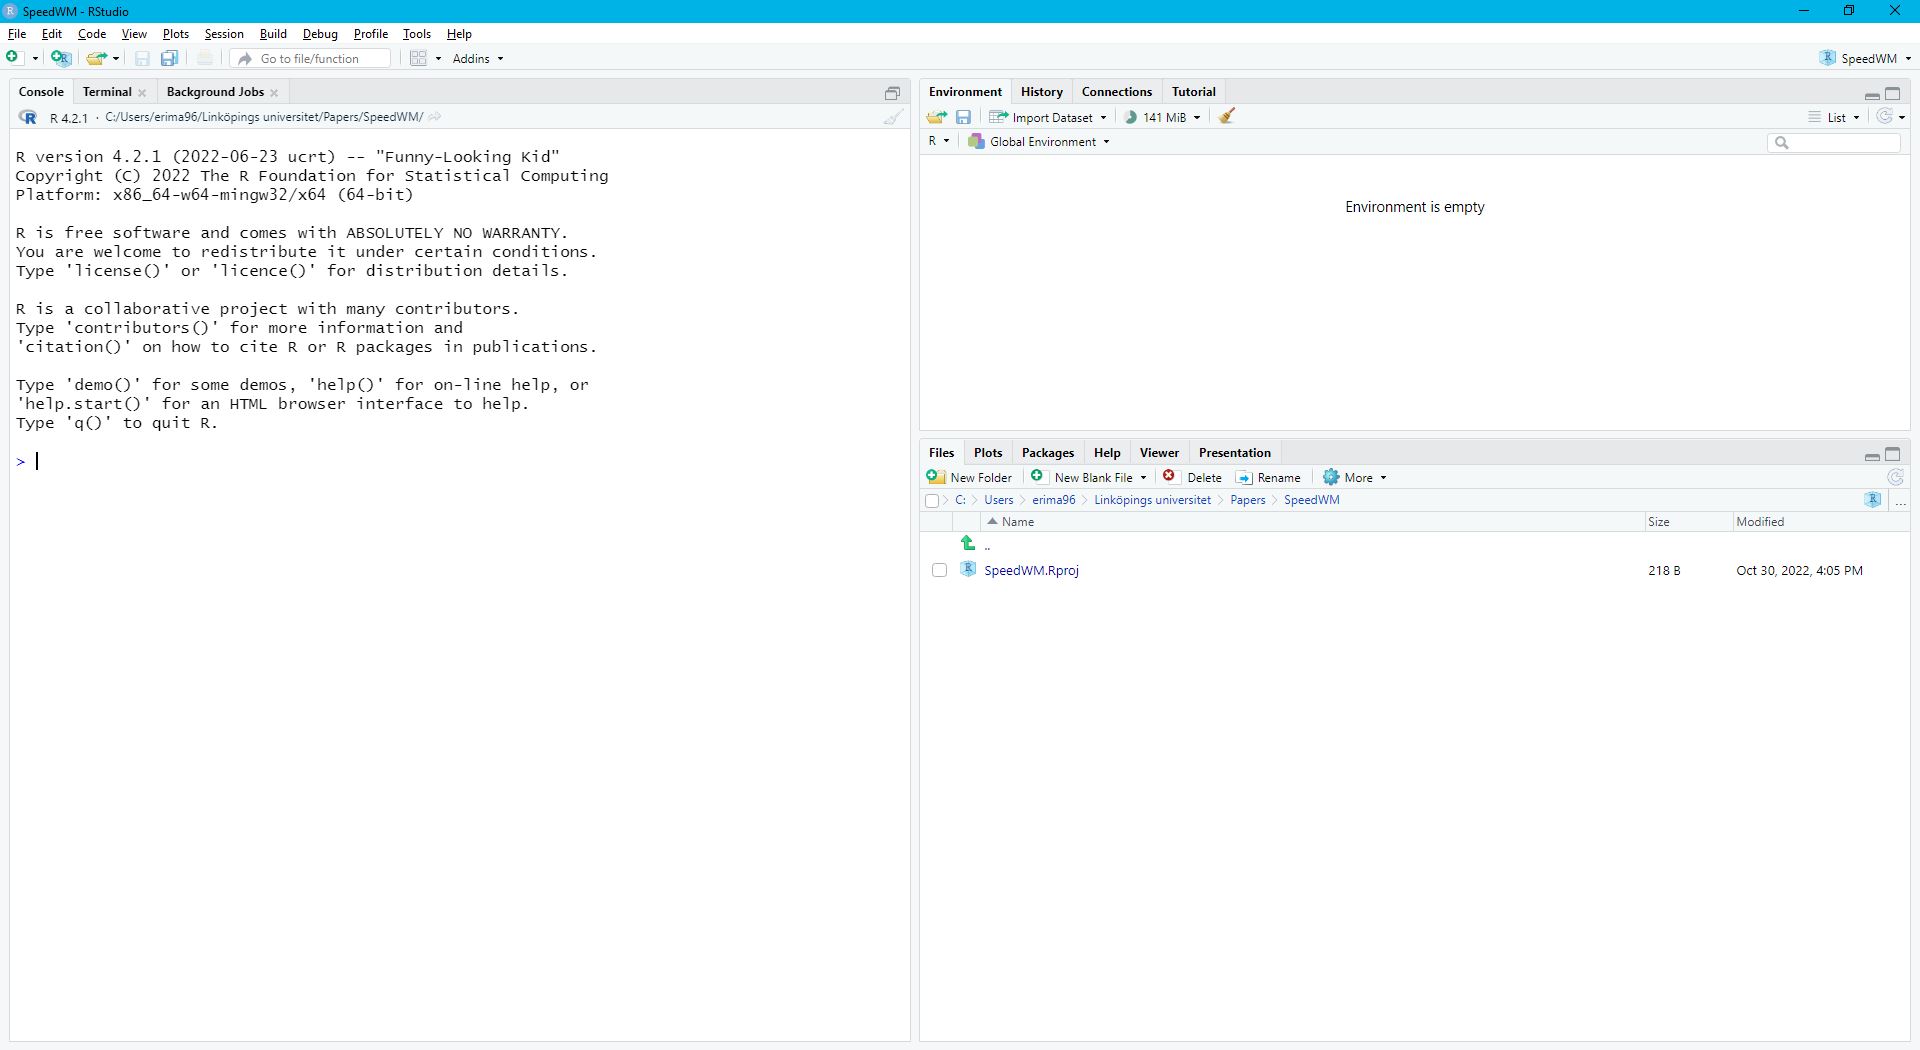 SpeedWM - RStudio
File Edit Code View Plots Session Build Debug Profile Tools Help
Go to file/function Addins SpeedWM
Console Terminal Background Jobs
R 4.2.1 · C:/Users/erima96/Linköpings universitet/Papers/SpeedWM/
R version 4.2.1 (2022-06-23 ucrt) -- "Funny-Looking Kid"
Copyright (C) 2022 The R Foundation for Statistical Computing
Platform: x86_64-w64-mingw32/x64 (64-bit)
R is free software and comes with ABSOLUTELY NO WARRANTY.
You are welcome to redistribute it under certain conditions.
Type 'license()' or 'licence()' for distribution details.
R is a collaborative project with many contributors.
Type 'contributors()' for more information and
'citation()' on how to cite R or R packages in publications.
Type 'demo()' for some demos, 'help()' for on-line help, or
'help.start()' for an HTML browser interface to help.
Type 'q()' to quit R.
>
Environment History Connections Tutorial
Import Dataset 141 MiB List
R Global Environment
Environment is empty
Files Plots Packages Help Viewer Presentation
New Folder New Blank File Delete Rename More
C: Users erima96 Linköpings universitet Papers SpeedWM ...
Name Size Modified
..
SpeedWM.Rproj 218 B Oct 30, 2022, 4:05 PM